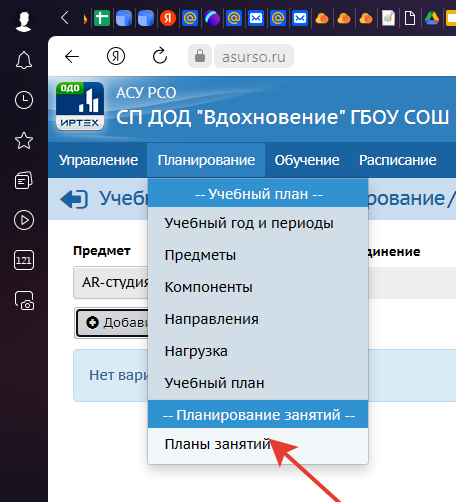 asurso.ru
ОДО
ИРТЕХ
АСУ РСО
СП ДОД "Вдохновение" ГБОУ СОШ
Управление Планирование Обучение Расписание
Учеб рование/
-- Учебный план --
Учебный год и периоды
Предмет динение
Предметы
AR-студия
Компоненты
Добави
Направления
Нагрузка
Нет вари
Учебный план
-- Планирование занятий --
Планы занятий
121